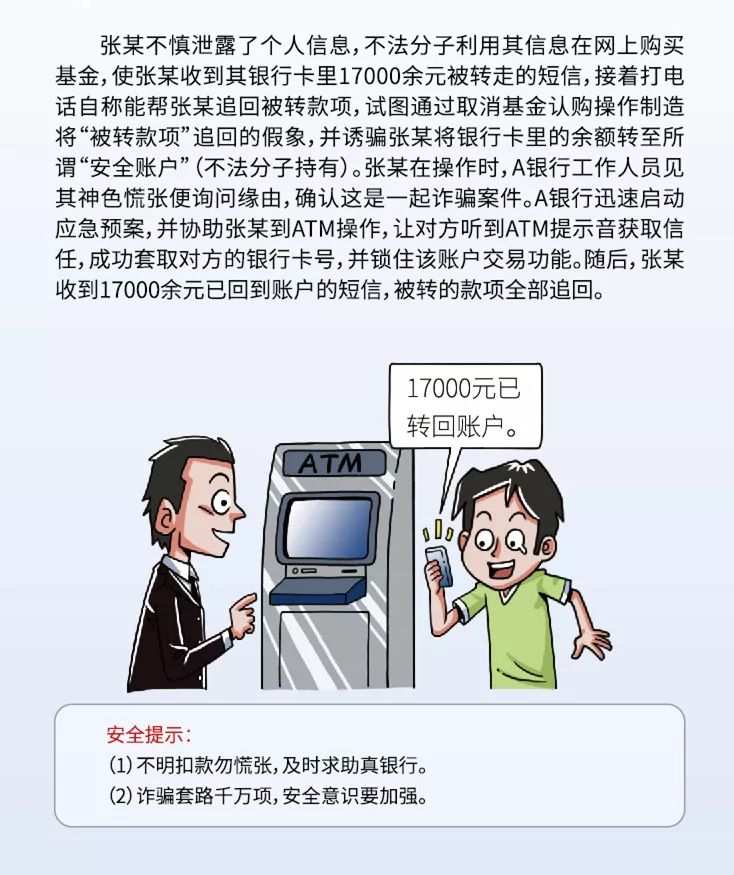 张某不慎泄露了个人信息，不法分子利用其信息在网上购买
基金，使张某收到其银行卡里17000余元被转走的短信，接着打电
话自称能帮张某追回被转款项，试图通过取消基金认购操作制造
将“被转款项”追回的假象，并诱骗张某将银行卡里的余额转至所
谓“安全账户”（不法分子持有）。张某在操作时，A银行工作人员见
其神色慌张便询问缘由，确认这是一起诈骗案件。A银行迅速启动
应急预案，并协助张某到ATM操作，让对方听到ATM提示音获取信
任，成功套取对方的银行卡号，并锁住该账户交易功能。随后，张某
收到17000余元已回到账户的短信，被转的款项全部追回。
17000元已
转回账户。
ATM
安全提示：
（1）不明扣款勿慌张，及时求助真银行。
（2）诈骗套路千万项，安全意识要加强。